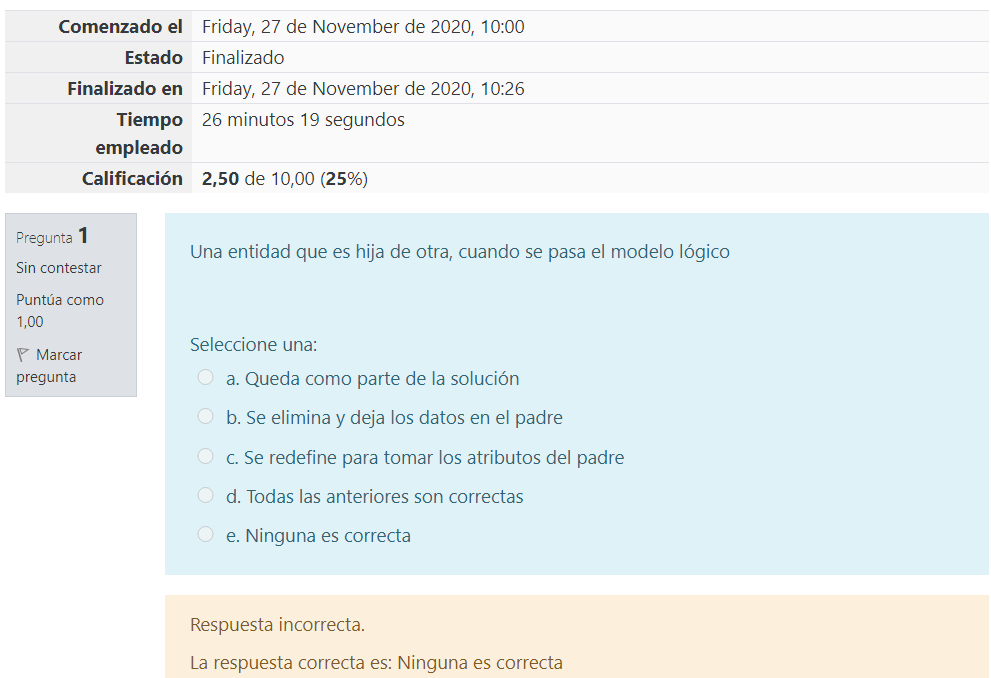 Comenzado el Friday, 27 de November de 2020, 10:00
Estado Finalizado
Finalizado en Friday, 27 de November de 2020, 10:26
Tiempo empleado 26 minutos 19 segundos
Calificación 2,50 de 10,00 (25%)
Pregunta 1
Sin contestar
Puntúa como
1,00
Marcar
pregunta
Una entidad que es hija de otra, cuando se pasa el modelo lógico
Seleccione una:
a. Queda como parte de la solución
b. Se elimina y deja los datos en el padre
c. Se redefine para tomar los atributos del padre
d. Todas las anteriores son correctas
e. Ninguna es correcta
Respuesta incorrecta.
La respuesta correcta es: Ninguna es correcta